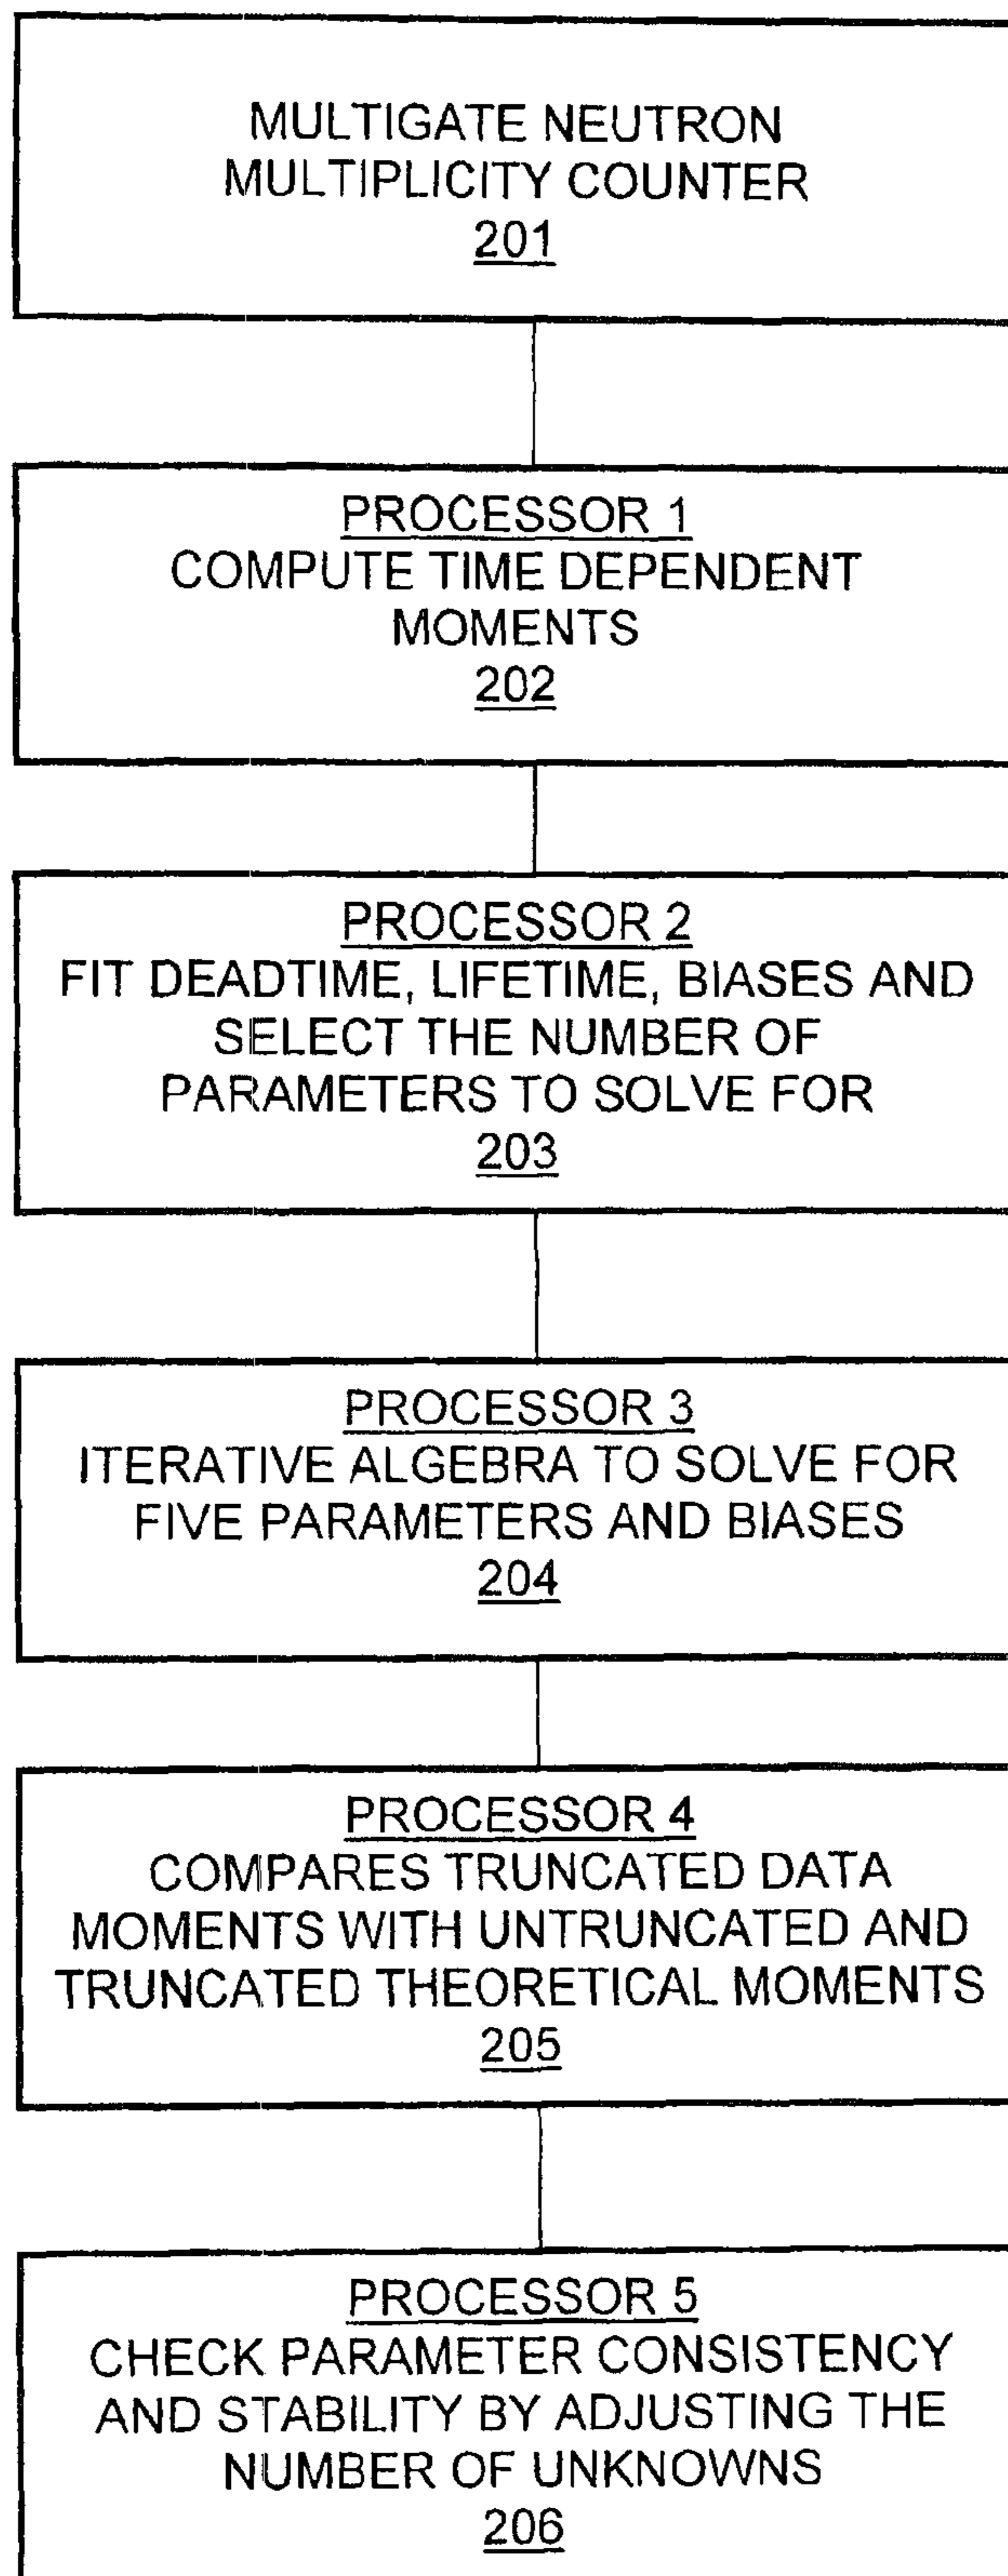 MULTIGATE NEUTRON
MULTIPLICITY COUNTER
201
PROCESSOR 1
COMPUTE TIME DEPENDENT
MOMENTS
202
PROCESSOR 2
FIT DEADTIME, LIFETIME, BIASES AND
SELECT THE NUMBER OF
PARAMETERS TO SOLVE FOR
203
PROCESSOR 3
ITERATIVE ALGEBRA TO SOLVE FOR
FIVE PARAMETERS AND BIASES
204
PROCESSOR 4
COMPARES TRUNCATED DATA
MOMENTS WITH UNTRUNCATED AND
TRUNCATED THEORETICAL MOMENTS
205
PROCESSOR 5
CHECK PARAMETER CONSISTENCY
AND STABILITY BY ADJUSTING THE
NUMBER OF UNKNOWNS
206